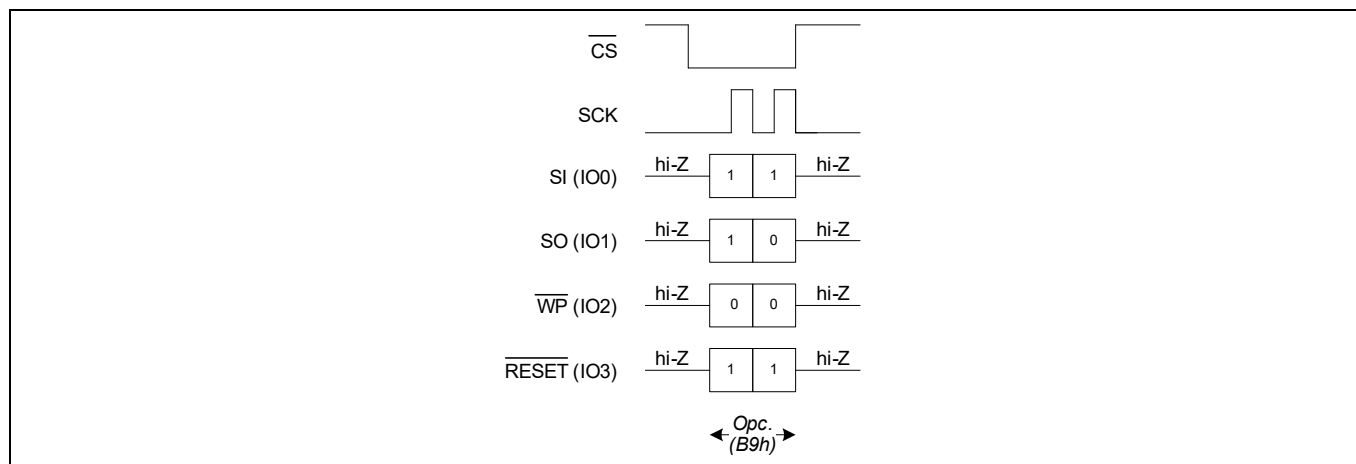 CS
SCK
hi-Z 1 1 hi-Z
SI (IO0)
hi-Z 1 0 hi-Z
SO (IO1)
hi-Z 0 0 hi-Z
WP (IO2)
hi-Z 1 1 hi-Z
RESET (IO3)
Opc.
(B9h)